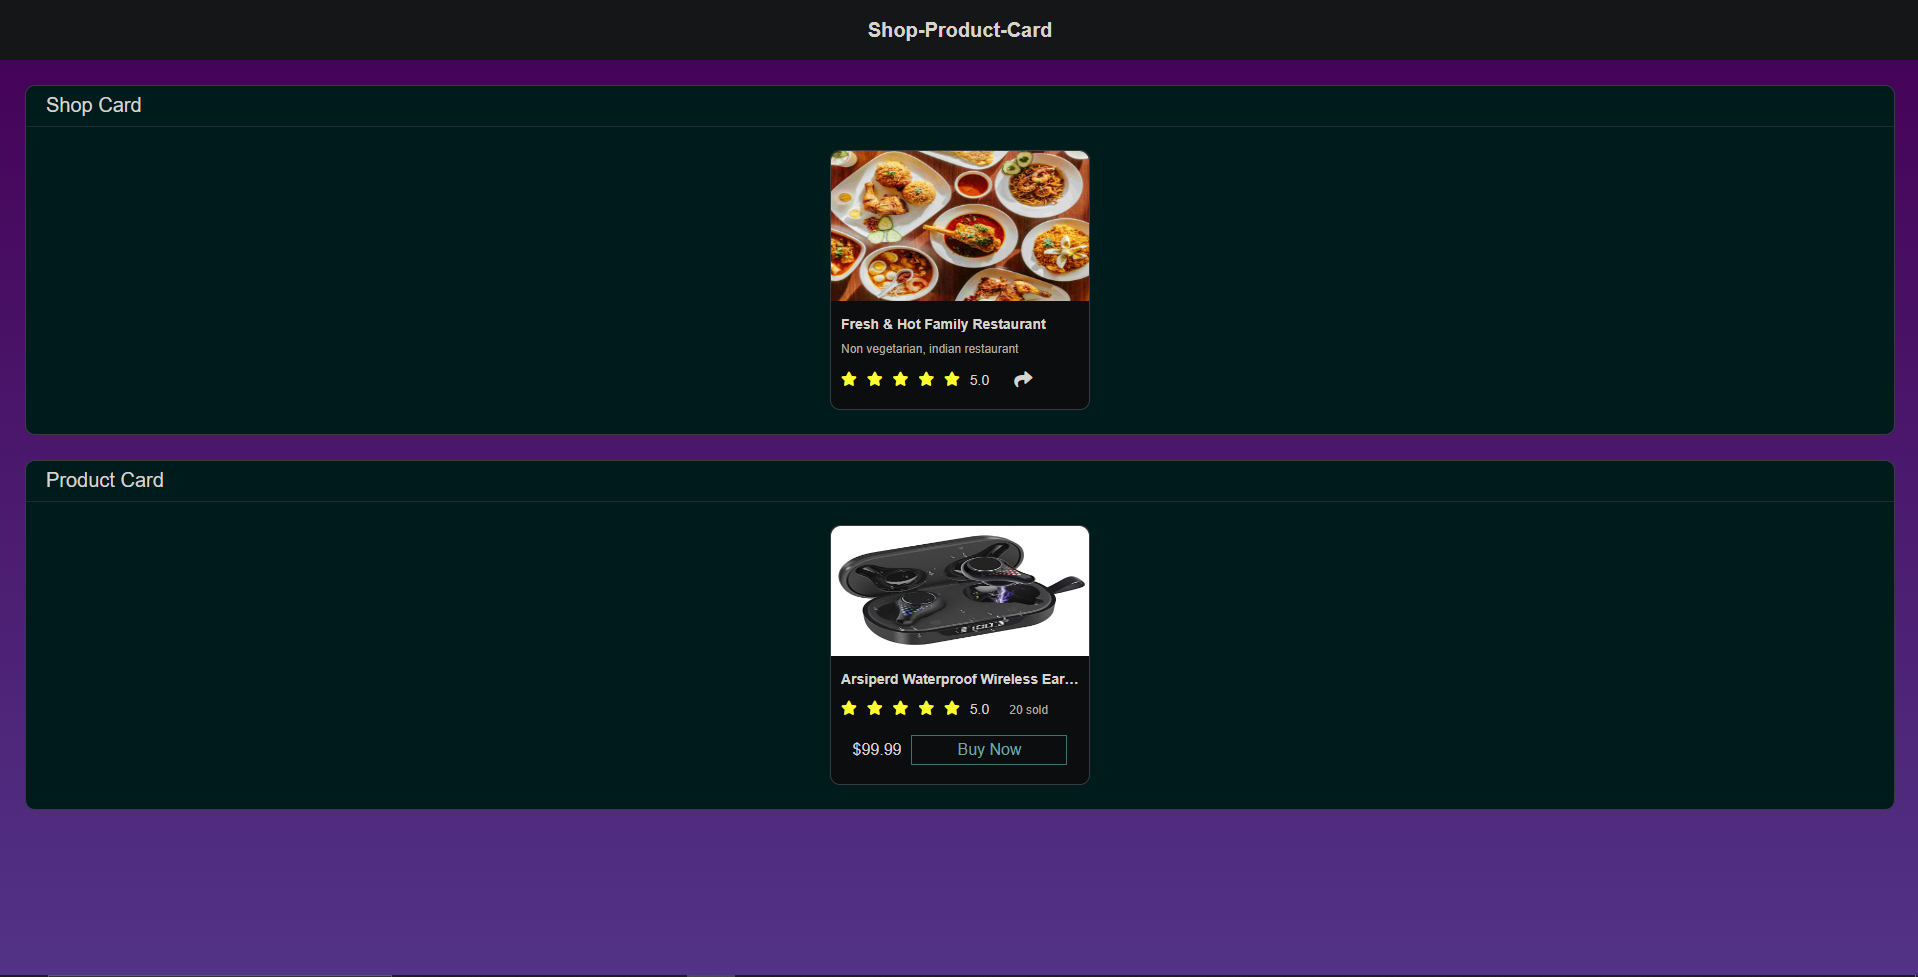 Shop-Product-Card
Shop Card
Fresh & Hot Family Restaurant
Non vegetarian, indian restaurant
5.0
Product Card
Arsiperd Waterproof Wireless Ear...
5.0 20 sold
$99.99 Buy Now